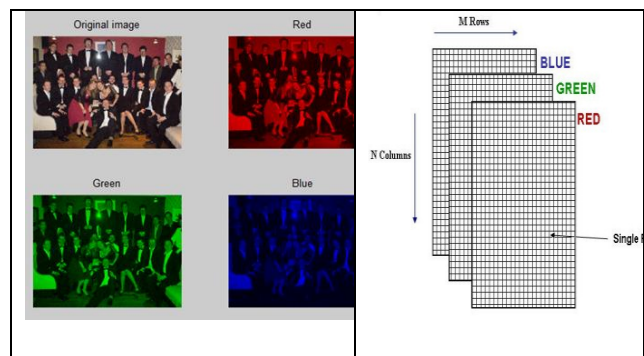 Original image
Red
Green
Blue
M Rows
BLUE
GREEN
RED
N Columns
Single